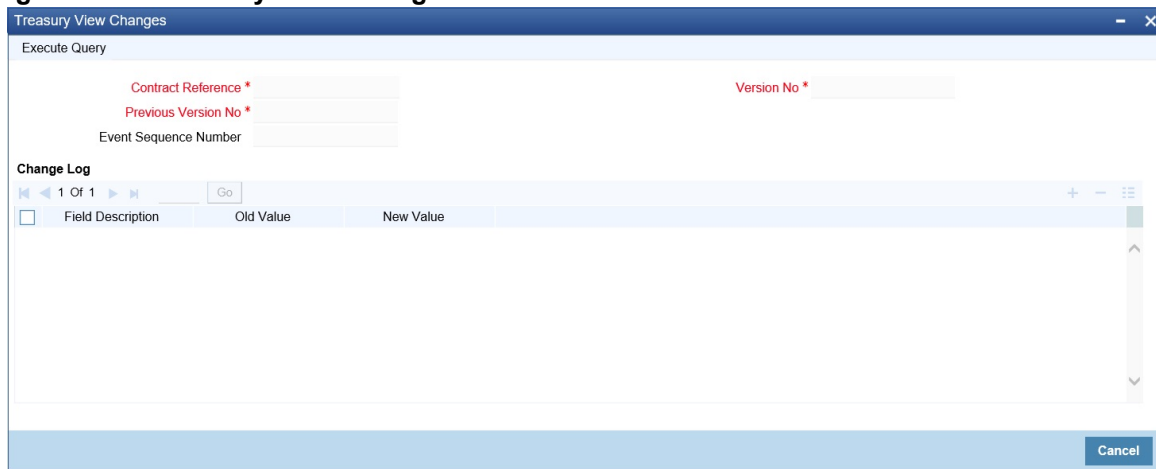 Treasury View Changes
Execute Query
Contract Reference * Version No *
Previous Version No *
Event Sequence Number
Change Log
1 Of 1 Go
Field Description Old Value New Value
Cancel